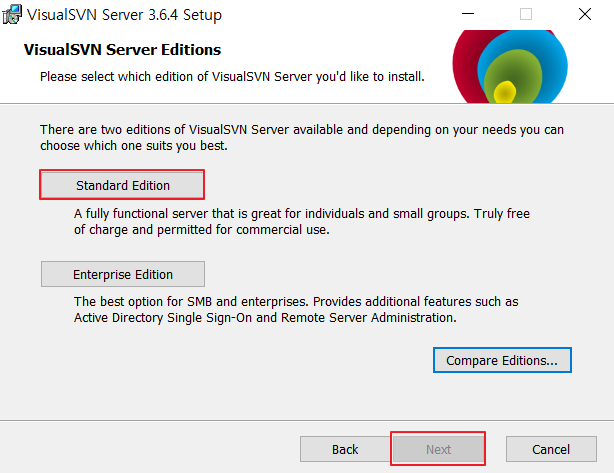 VisualSVN Server 3.6.4 Setup
VisualSVN Server Editions
Please select which edition of VisualSVN Server you'd like to install.
There are two editions of VisualSVN Server available and depending on your needs you can
choose which one suits you best.
Standard Edition
A fully functional server that is great for individuals and small groups. Truly free
of charge and permitted for commercial use.
Enterprise Edition
The best option for SMB and enterprises. Provides additional features such as
Active Directory Single Sign-On and Remote Server Administration.
Compare Editions...
Back
Next
Cancel